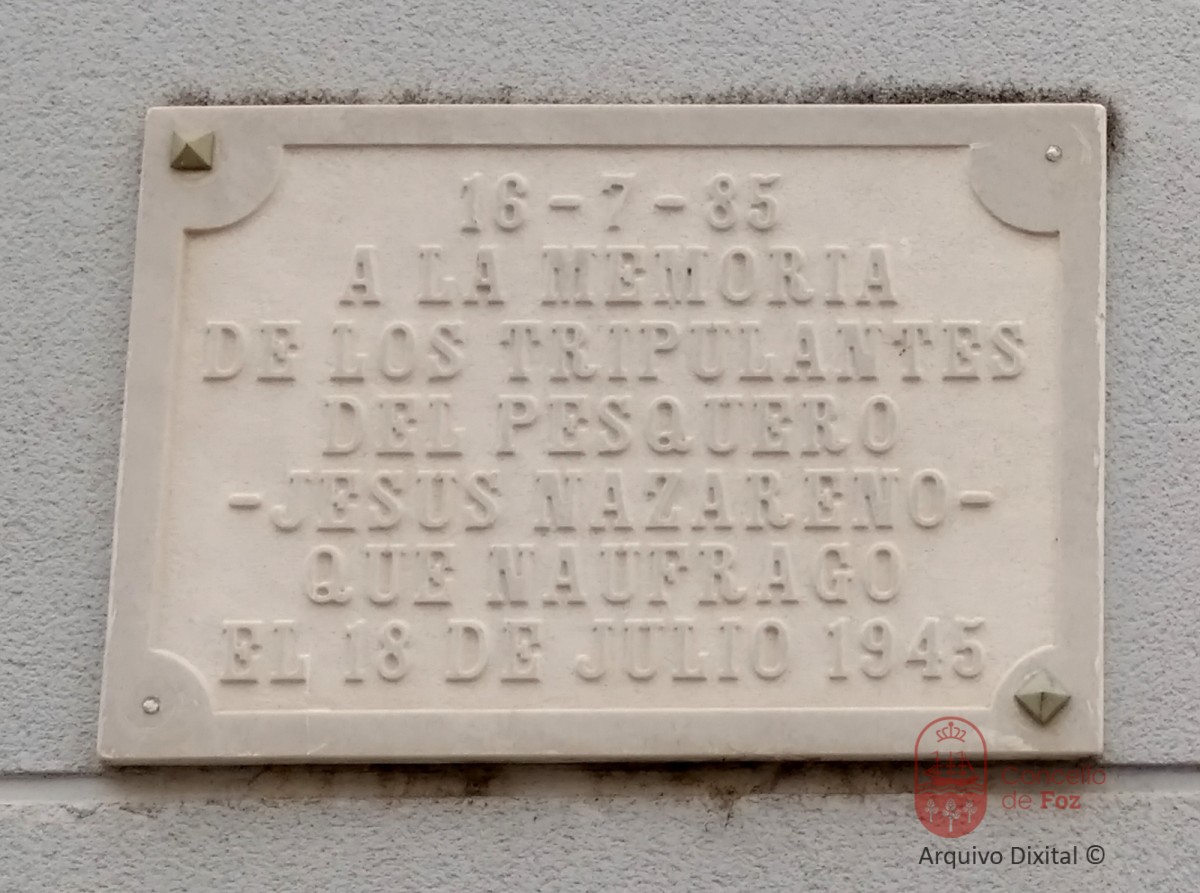 16-7-85
A LA MEMORIA
DE LOS TRIPULANTES
DEL PESQUERO
-JESUS NAZARENO-
QUE NAUFRAGO
EL 18 DE JULIO 1945
Concello
de Foz
Arquivo Dixital ©